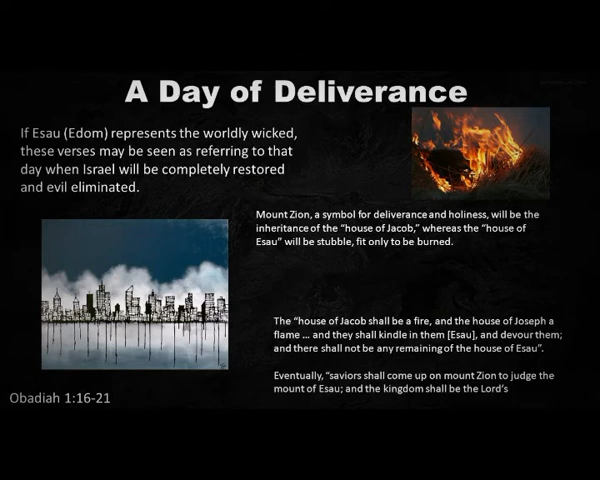 A Day of Deliverance
If Esau (Edom) represents the worldly wicked,
these verses may be seen as referring to that
day when Israel will be completely restored
and evil eliminated.
Mount Zion, a symbol for deliverance and holiness, will be the
inheritance of the “house of Jacob,” whereas the “house of
Esau” will be stubble, fit only to be burned.
The “house of Jacob shall be a fire, and the house of Joseph a
flame … and they shall kindle in them [Esau], and devour them;
and there shall not be any remaining of the house of Esau”.
Eventually, “saviors shall come up on mount Zion to judge the
mount of Esau; and the kingdom shall be the Lord’s
Obadiah 1:16-21